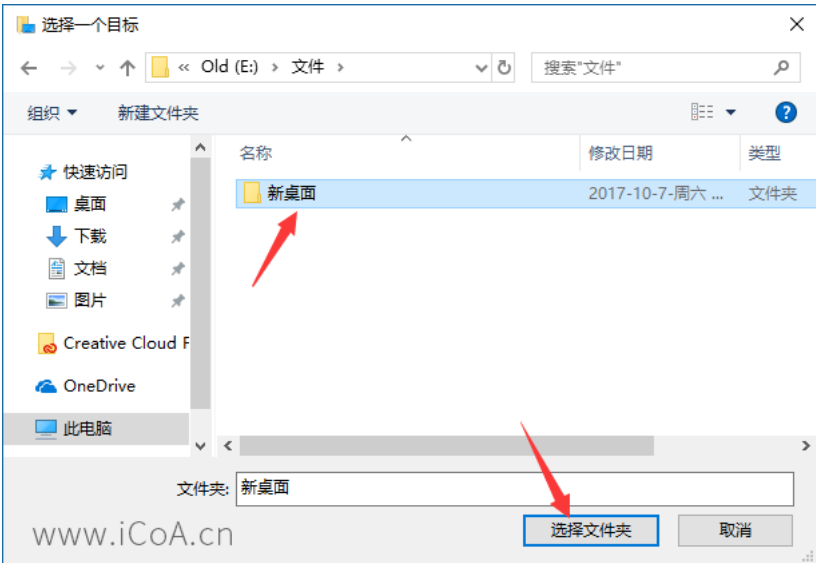 选择一个目标
« Old (E:) › 文件 ›
搜索"文件"
组织
新建文件夹
名称
修改日期
类型
快速访问
桌面
下载
文档
图片
Creative Cloud F
OneDrive
此电脑
新桌面
2017-10-7-周六 ...
文件夹
文件夹:
新桌面
www.iCoA.cn
选择文件夹
取消